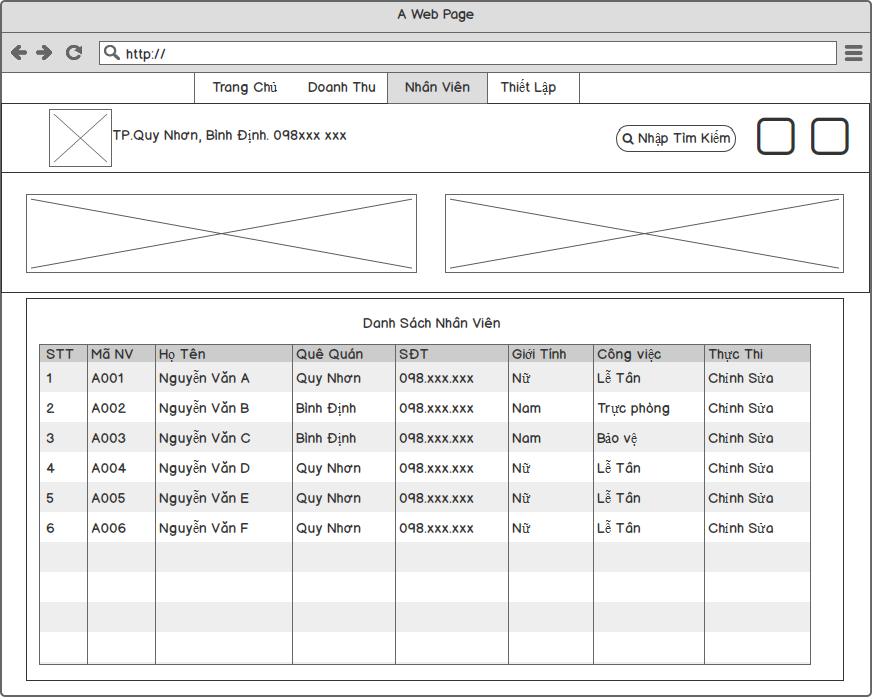 A Web Page
http://
Trang Chủ Doanh Thu Nhân Viên Thiết Lập
TP.Quy Nhơn, Bình Định. 098xxx xxx
Nhập Tìm Kiếm
Danh Sách Nhân Viên
STT Mã NV Họ Tên Quê Quán SĐT Giới Tính Công việc Thực Thi
1 A001 Nguyễn Văn A Quy Nhơn 098.xxx.xxx Nữ Lễ Tân Chỉnh Sửa
2 A002 Nguyễn Văn B Bình Định 098.xxx.xxx Nam Trực phòng Chỉnh Sửa
3 A003 Nguyễn Văn C Bình Định 098.xxx.xxx Nam Bảo vệ Chỉnh Sửa
4 A004 Nguyễn Văn D Quy Nhơn 098.xxx.xxx Nữ Lễ Tân Chỉnh Sửa
5 A005 Nguyễn Văn E Quy Nhơn 098.xxx.xxx Nữ Lễ Tân Chỉnh Sửa
6 A006 Nguyễn Văn F Quy Nhơn 098.xxx.xxx Nữ Lễ Tân Chỉnh Sửa